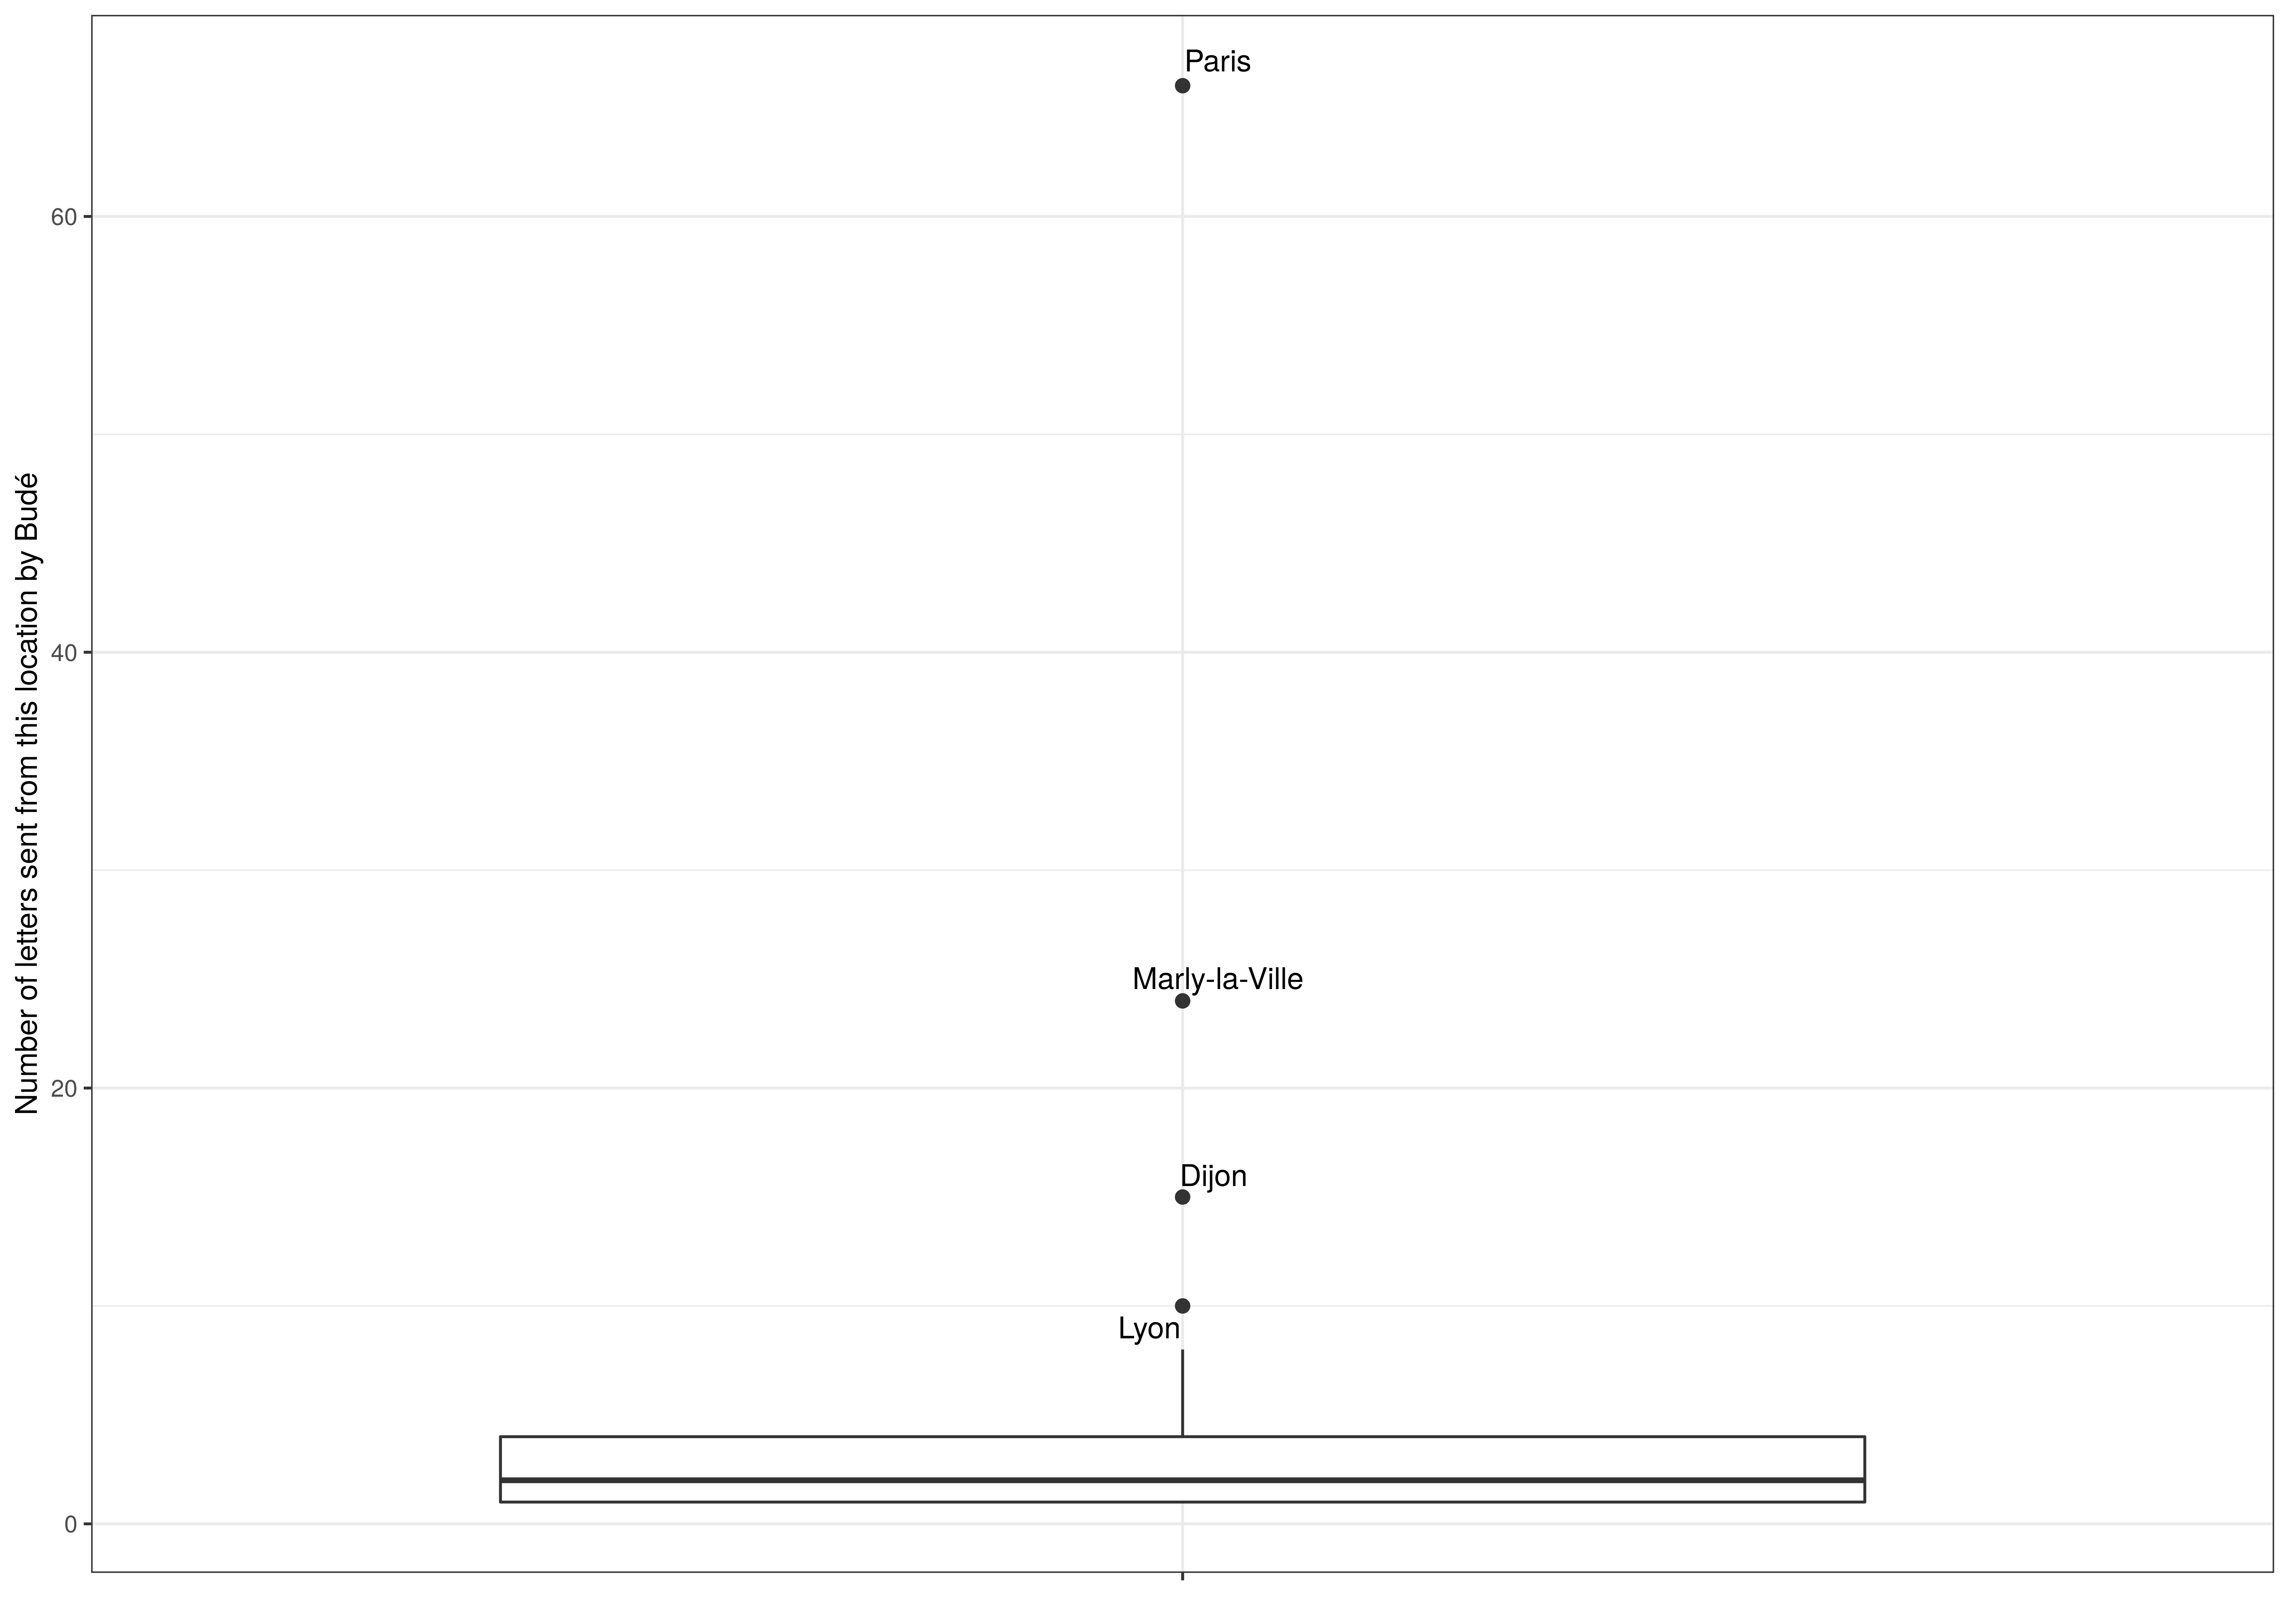 Number of letters sent from this location by Budé
60
40
20
0
Paris
Marly-la-Ville
Dijon
Lyon